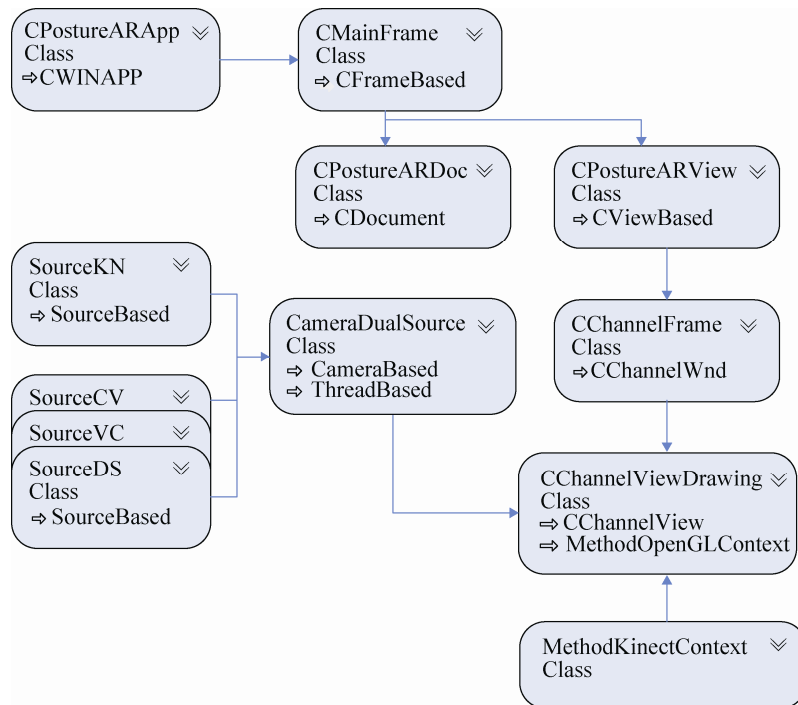 CPostureARApp
Class
⇨CWINAPP
CMainFrame
Class
⇨ CFrameBased
CPostureARDoc
Class
⇨ CDocument
CPostureARView
Class
⇨ CViewBased
SourceKN
Class
⇨ SourceBased
CameraDualSource
Class
⇨ CameraBased
⇨ ThreadBased
CChannelFrame
Class
⇨CChannelWnd
SourceCV
SourceVC
SourceDS
Class
⇨ SourceBased
CChannelViewDrawing
Class
⇨ CChannelView
⇨ MethodOpenGLContext
MethodKinectContext
Class